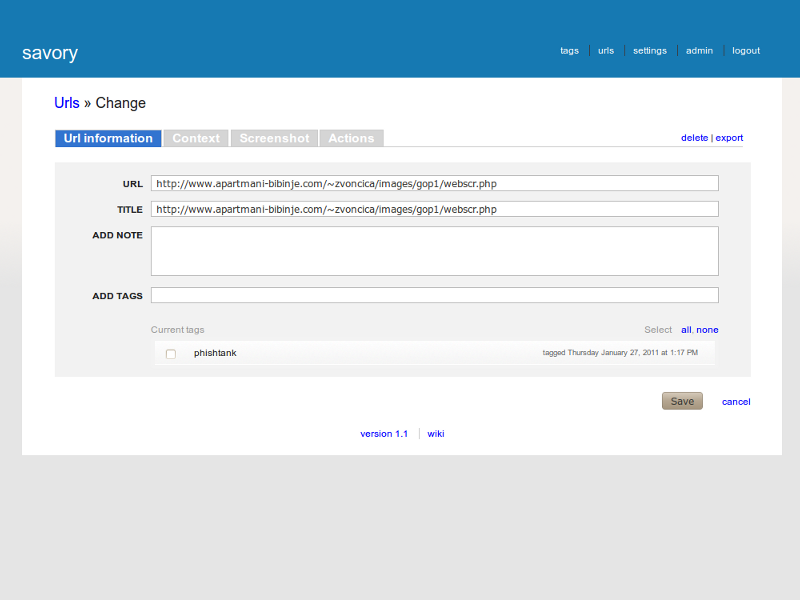 savory
tags urls settings admin logout
Urls » Change
Url information Context Screenshot Actions delete | export
URL http://www.apartmani-bibinje.com/~zvoncica/images/gop1/webscr.php
TITLE http://www.apartmani-bibinje.com/~zvoncica/images/gop1/webscr.php
ADD NOTE
ADD TAGS
Current tags Select all, none
phishtank tagged Thursday January 27, 2011 at 1:17 PM
Save cancel
version 1.1 wiki